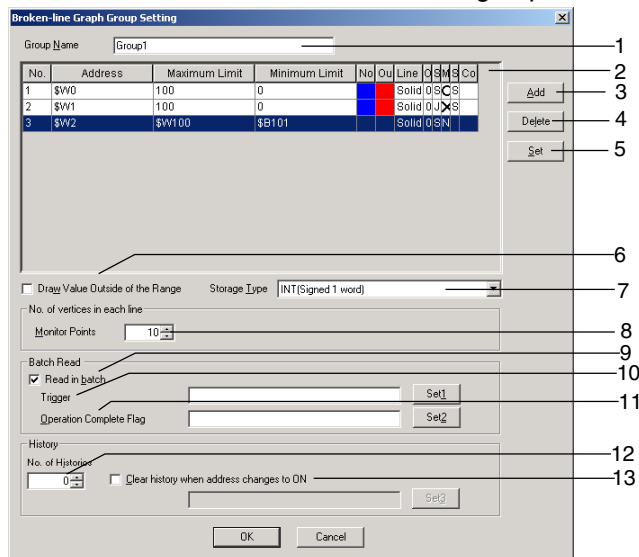 Broken-line Graph Group Setting
Group Name Group1 1
No. Address Maximum Limit Minimum Limit No Ou Line O S M S Co 2
1 $W0 100 0 Solid 0 S O S
Add 3
2 $W1 100 0 Solid 0 J X S
3 $W2 $W100 $B101 Solid 0 S N
Delete 4
Set 5
6
Draw Value Outside of the Range Storage Type INT(Signed 1 word) 7
No. of vertices in each line
Monitor Points 10 8
Batch Read 9
Read in batch 10
Trigger Set1
11
Operation Complete Flag Set2
History
No. of Histories 12
0 Clear history when address changes to ON 13
Set3
OK Cancel